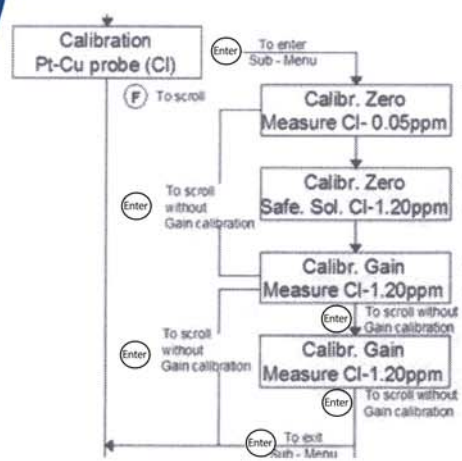 Calibration
Pt-Cu probe (Cl)
Enter
To enter
Sub - Menu
F
To scroll
Calibr. Zero
Measure Cl- 0.05ppm
Enter
To scroll
without
Gain calibration
Calibr. Zero
Safe. Sol. Cl-1.20ppm
Calibr. Gain
Measure Cl-1.20ppm
Enter
To scroll without
Gain calibration
Enter
To scroll
without
Gain calibration
Calibr. Gain
Measure Cl-1.20ppm
Enter
To scroll without
Gain calibration
Enter
To exit
Sub - Menu